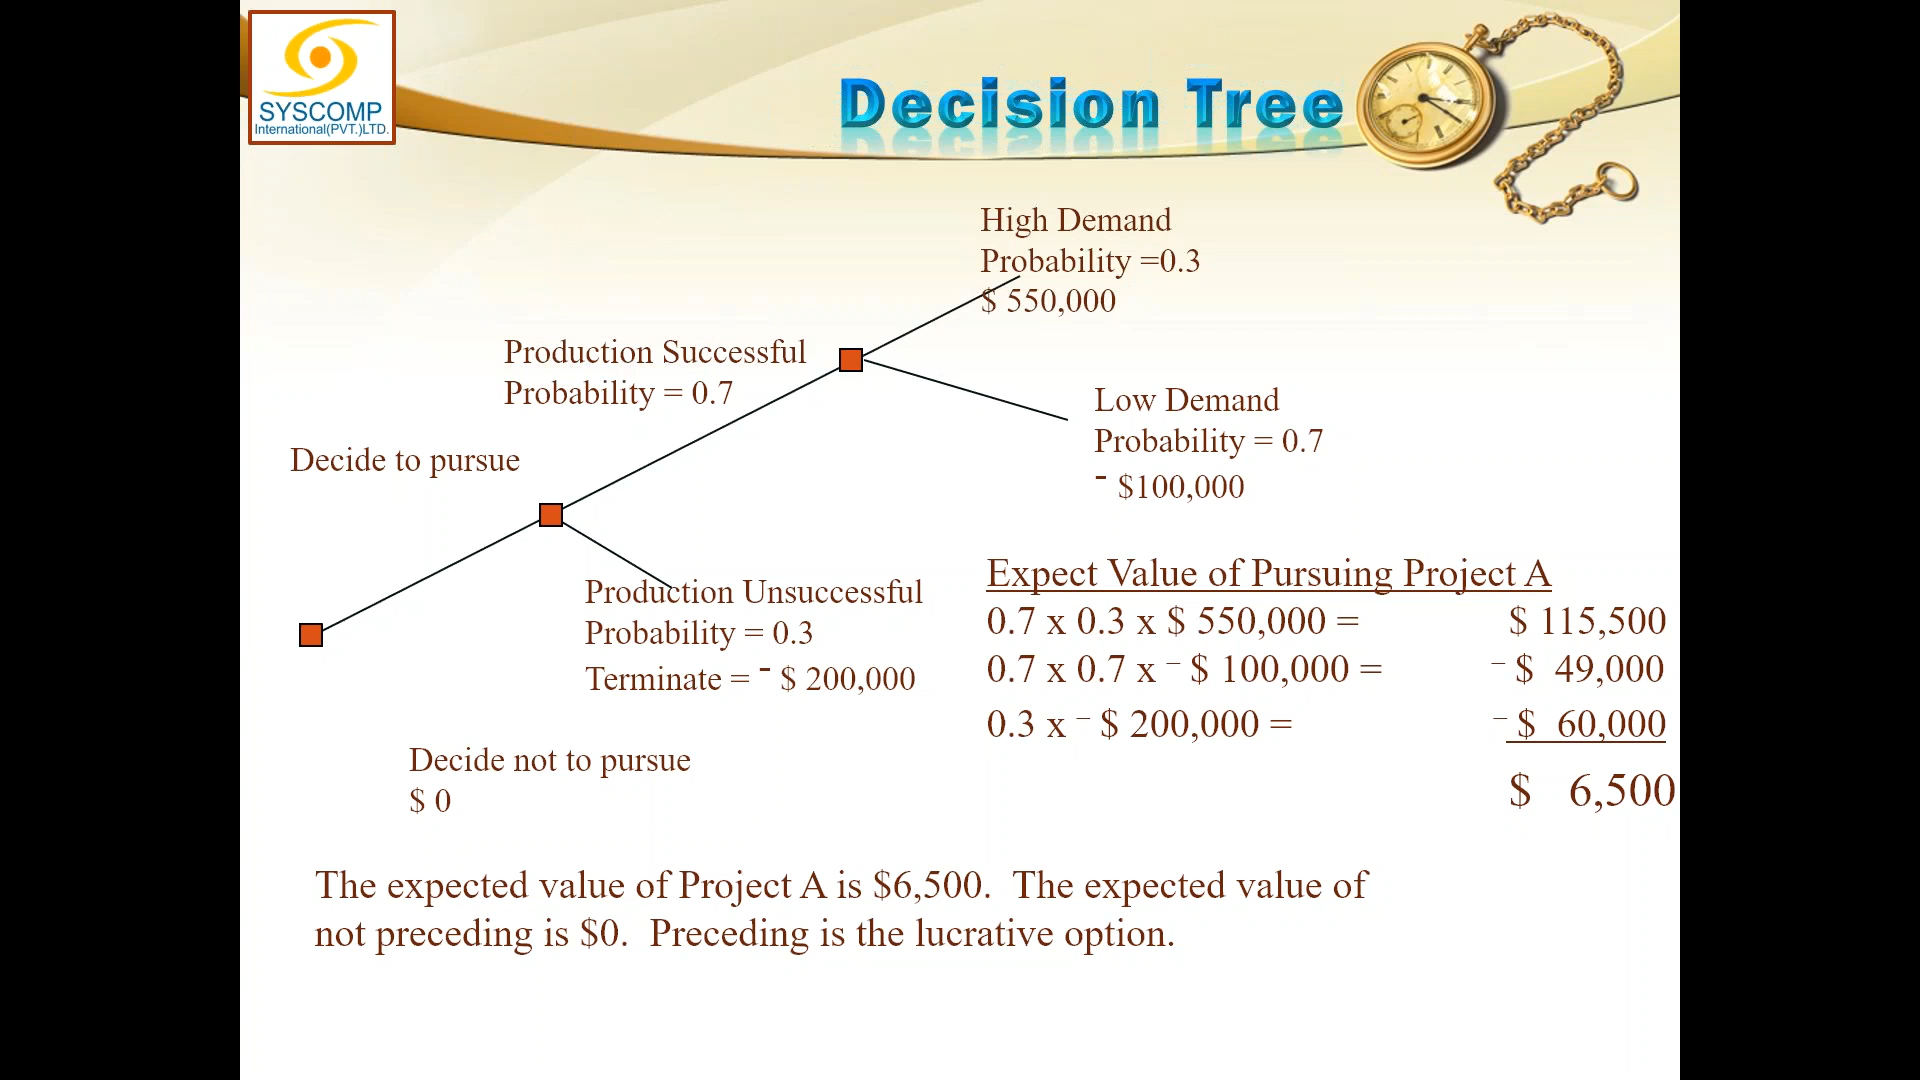 SYSCOMP
International(PVT.)LTD.
Decision Tree
High Demand
Probability =0.3
$ 550,000
Production Successful
Probability = 0.7
Low Demand
Probability = 0.7
- $100,000
Decide to pursue
Production Unsuccessful
Probability = 0.3
Terminate = - $ 200,000
Decide not to pursue
$ 0
Expect Value of Pursuing Project A
0.7 x 0.3 x $ 550,000 = $ 115,500
0.7 x 0.7 x – $ 100,000 = – $ 49,000
0.3 x – $ 200,000 = – $ 60,000
$ 6,500
The expected value of Project A is $6,500. The expected value of
not preceding is $0. Preceding is the lucrative option.